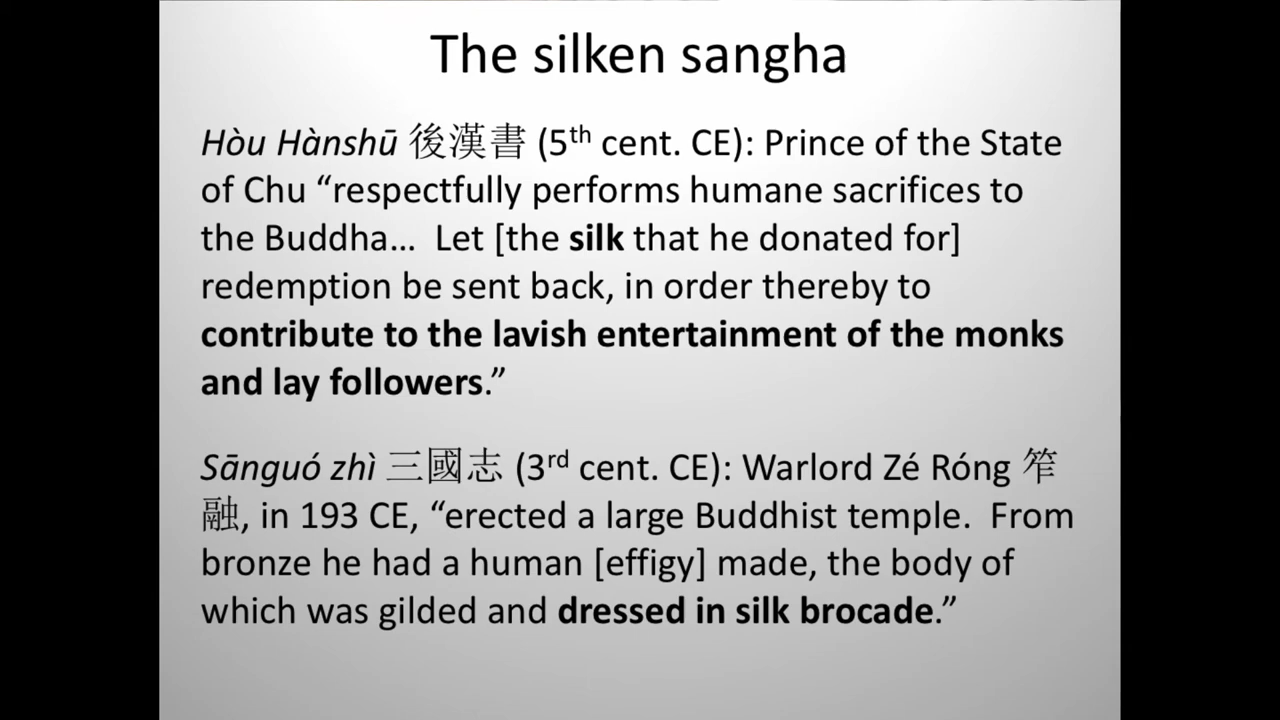 The silken sangha
Hòu Hànshū 後漢書 (5th cent. CE): Prince of the State
of Chu “respectfully performs humane sacrifices to
the Buddha…  Let [the silk that he donated for]
redemption be sent back, in order thereby to
contribute to the lavish entertainment of the monks
and lay followers.”
Sānguó zhì 三國志 (3rd cent. CE): Warlord Zé Róng 笮
融, in 193 CE, “erected a large Buddhist temple.  From
bronze he had a human [effigy] made, the body of
which was gilded and dressed in silk brocade.”